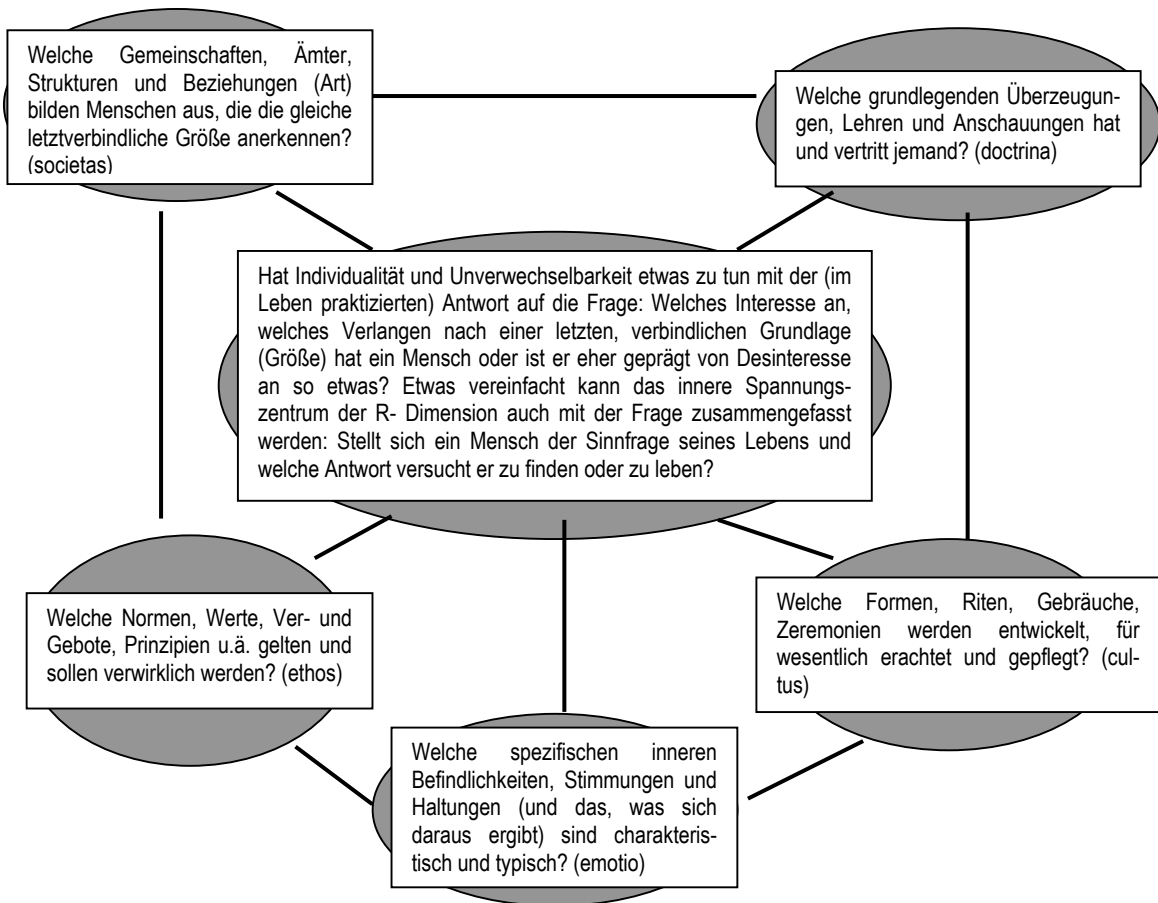 Welche Gemeinschaften, Ämter,
Strukturen und Beziehungen (Art)
bilden Menschen aus, die die gleiche
letztverbindliche Größe anerkennen?
(societas)
Welche grundlegenden Überzeugun-
gen, Lehren und Anschauungen hat
und vertritt jemand? (doctrina)
Hat Individualität und Unverwechselbarkeit etwas zu tun mit der (im
Leben praktizierten) Antwort auf die Frage: Welches Interesse an,
welches Verlangen nach einer letzten, verbindlichen Grundlage
(Größe) hat ein Mensch oder ist er eher geprägt von Desinteresse
an so etwas? Etwas vereinfacht kann das innere Spannungs-
zentrum der R- Dimension auch mit der Frage zusammengefasst
werden: Stellt sich ein Mensch der Sinnfrage seines Lebens und
welche Antwort versucht er zu finden oder zu leben?
Welche Normen, Werte, Ver- und
Gebote, Prinzipien u.ä. gelten und
sollen verwirklich werden? (ethos)
Welche Formen, Riten, Gebräuche,
Zeremonien werden entwickelt, für
wesentlich erachtet und gepflegt? (cul-
tus)
Welche spezifischen inneren
Befindlichkeiten, Stimmungen und
Haltungen (und das, was sich
daraus ergibt) sind charakteris-
tisch und typisch? (emotio)